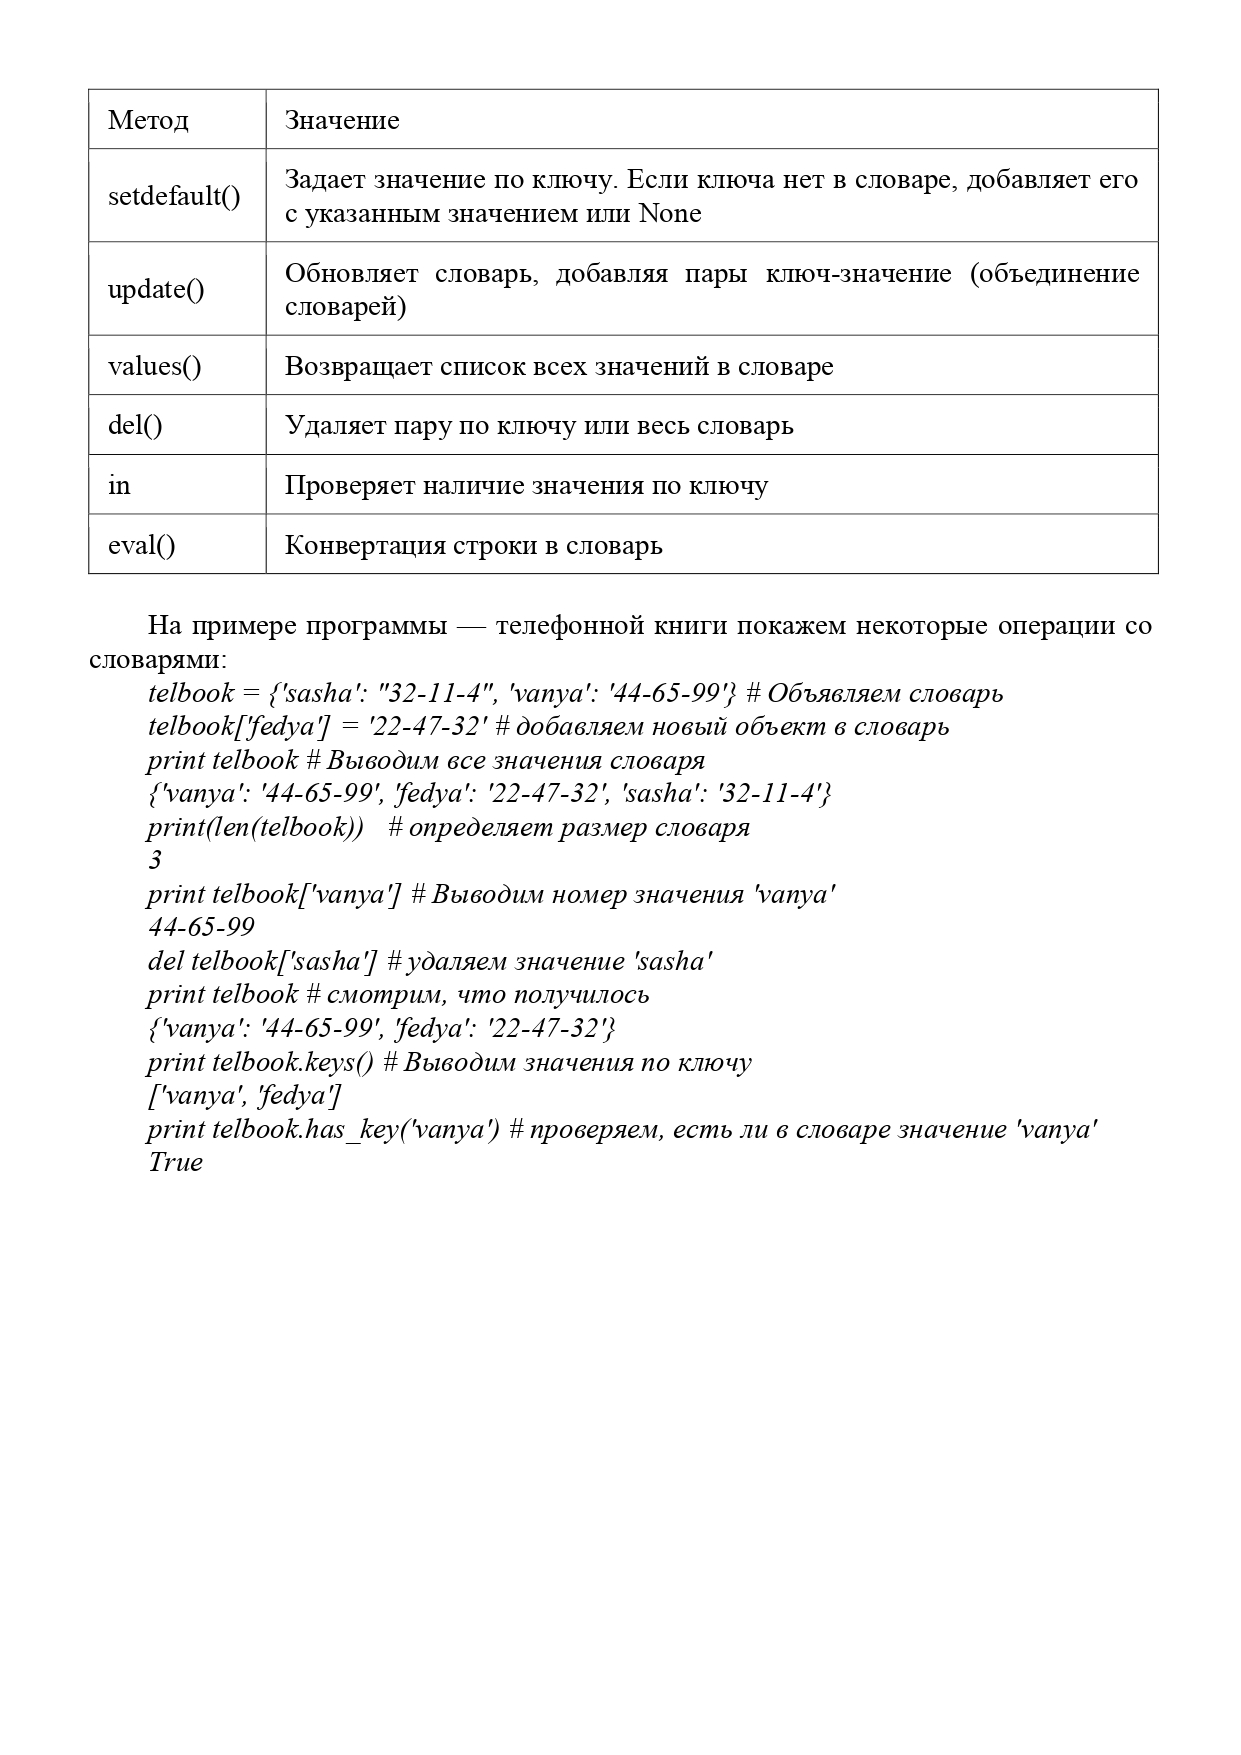 Метод Значение
setdefault() Задает значение по ключу. Если ключа нет в словаре, добавляет его
с указанным значением или None
update() Обновляет словарь, добавляя пары ключ-значение (объединение
словарей)
values() Возвращает список всех значений в словаре
del() Удаляет пару по ключу или весь словарь
in Проверяет наличие значения по ключу
eval() Конвертация строки в словарь
На примере программы — телефонной книги покажем некоторые операции со
словарями:
telbook = {'sasha': "32-11-4", 'vanya': '44-65-99'} # Объявляем словарь
telbook['fedya'] = '22-47-32' # добавляем новый объект в словарь
print telbook # Выводим все значения словаря
{'vanya': '44-65-99', 'fedya': '22-47-32', 'sasha': '32-11-4'}
print(len(telbook)) # определяет размер словаря
3
print telbook['vanya'] # Выводим номер значения 'vanya'
44-65-99
del telbook['sasha'] # удаляем значение 'sasha'
print telbook # смотрим, что получилось
{'vanya': '44-65-99', 'fedya': '22-47-32'}
print telbook.keys() # Выводим значения по ключу
['vanya', 'fedya']
print telbook.has_key('vanya') # проверяем, есть ли в словаре значение 'vanya'
True